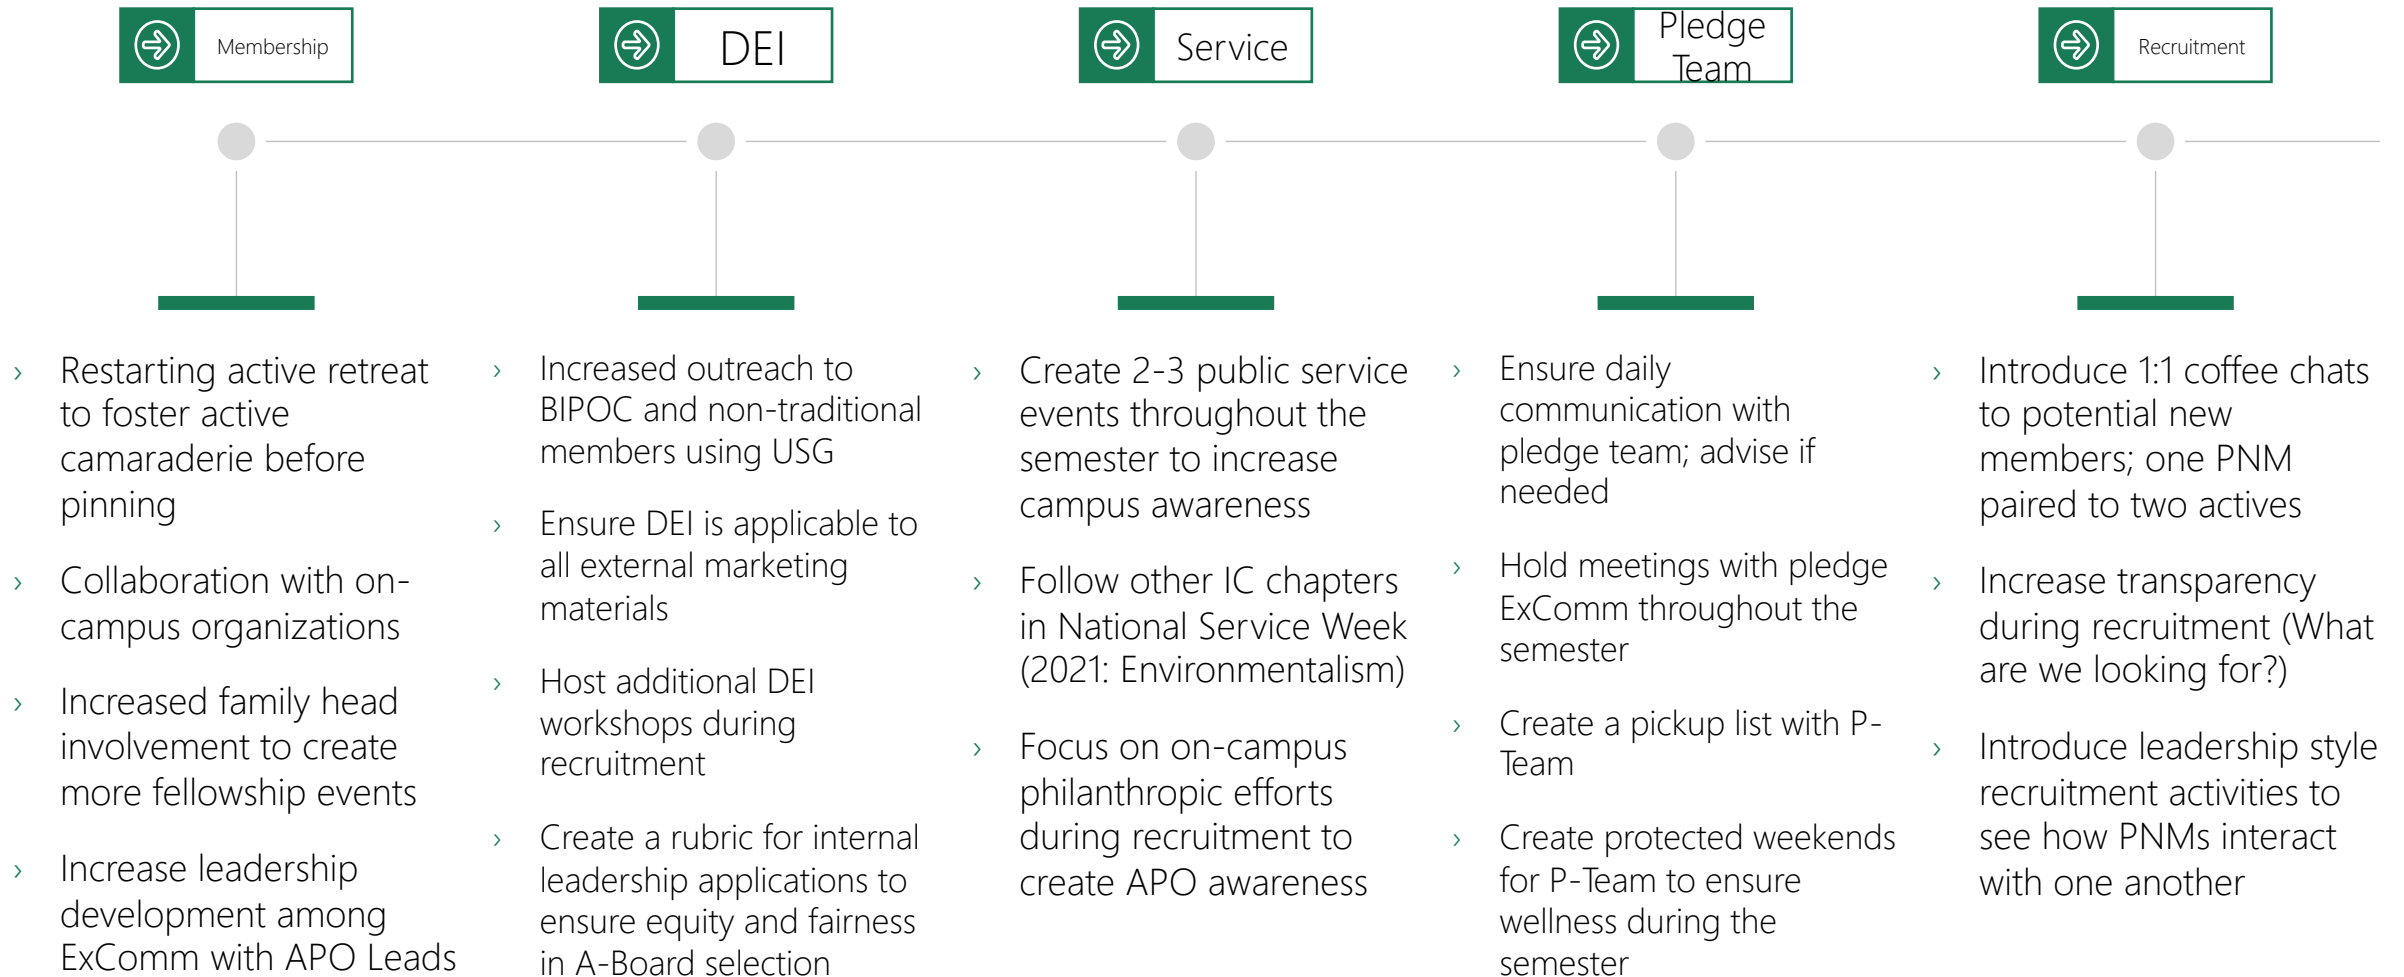 Membership
DEI
Service
Pledge
Team
Recruitment
› Restarting active retreat
to foster active
camaraderie before
pinning
› Collaboration with on-
campus organizations
› Increased family head
involvement to create
more fellowship events
› Increase leadership
development among
ExComm with APO Leads
› Increased outreach to
BIPOC and non-traditional
members using USG
› Ensure DEI is applicable to
all external marketing
materials
› Host additional DEI
workshops during
recruitment
› Create a rubric for internal
leadership applications to
ensure equity and fairness
in A-Board selection
› Create 2-3 public service
events throughout the
semester to increase
campus awareness
› Follow other IC chapters
in National Service Week
(2021: Environmentalism)
› Focus on on-campus
philanthropic efforts
during recruitment to
create APO awareness
› Ensure daily
communication with
pledge team; advise if
needed
› Hold meetings with pledge
ExComm throughout the
semester
› Create a pickup list with P-
Team
› Create protected weekends
for P-Team to ensure
wellness during the
semester
› Introduce 1:1 coffee chats
to potential new
members; one PNM
paired to two actives
› Increase transparency
during recruitment (What
are we looking for?)
› Introduce leadership style
recruitment activities to
see how PNMs interact
with one another